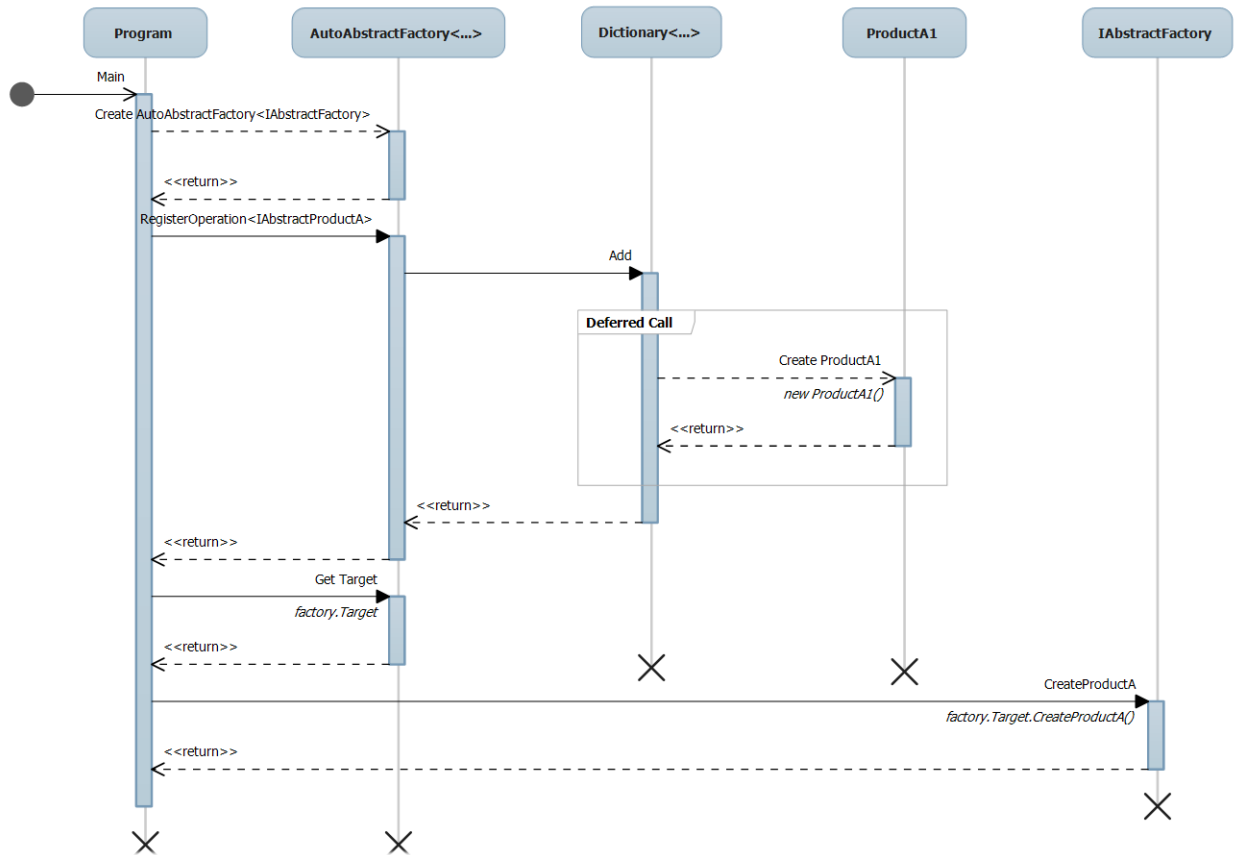 Program
AutoAbstractFactory<...>
Dictionary<...>
ProductA1
IAbstractFactory
Main
Create AutoAbstractFactory<IAbstractFactory>
<<return>>
RegisterOperation<IAbstractProductA>
Add
Deferred Call
Create ProductA1
new ProductA1()
<<return>>
<<return>>
<<return>>
Get Target
factory.Target
<<return>>
CreateProductA
factory.Target.CreateProductA()
<<return>>